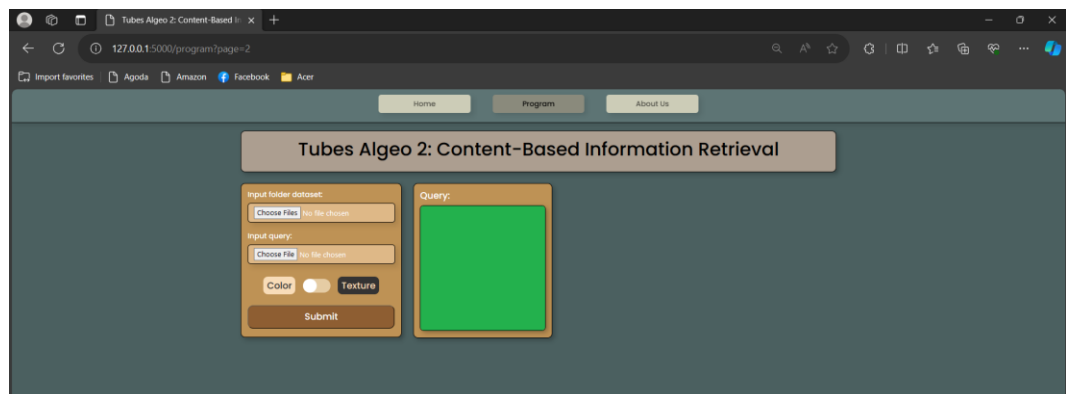 Tubes Algeo 2: Content-Based In
127.0.0.1:5000/program?page=2
Import favorites Agoda Amazon Facebook Acer
Home Program About Us
Tubes Algeo 2: Content-Based Information Retrieval
Input folder dataset:
Choose Files No file chosen
Input query:
Choose File No file chosen
Color Texture
Submit
Query: